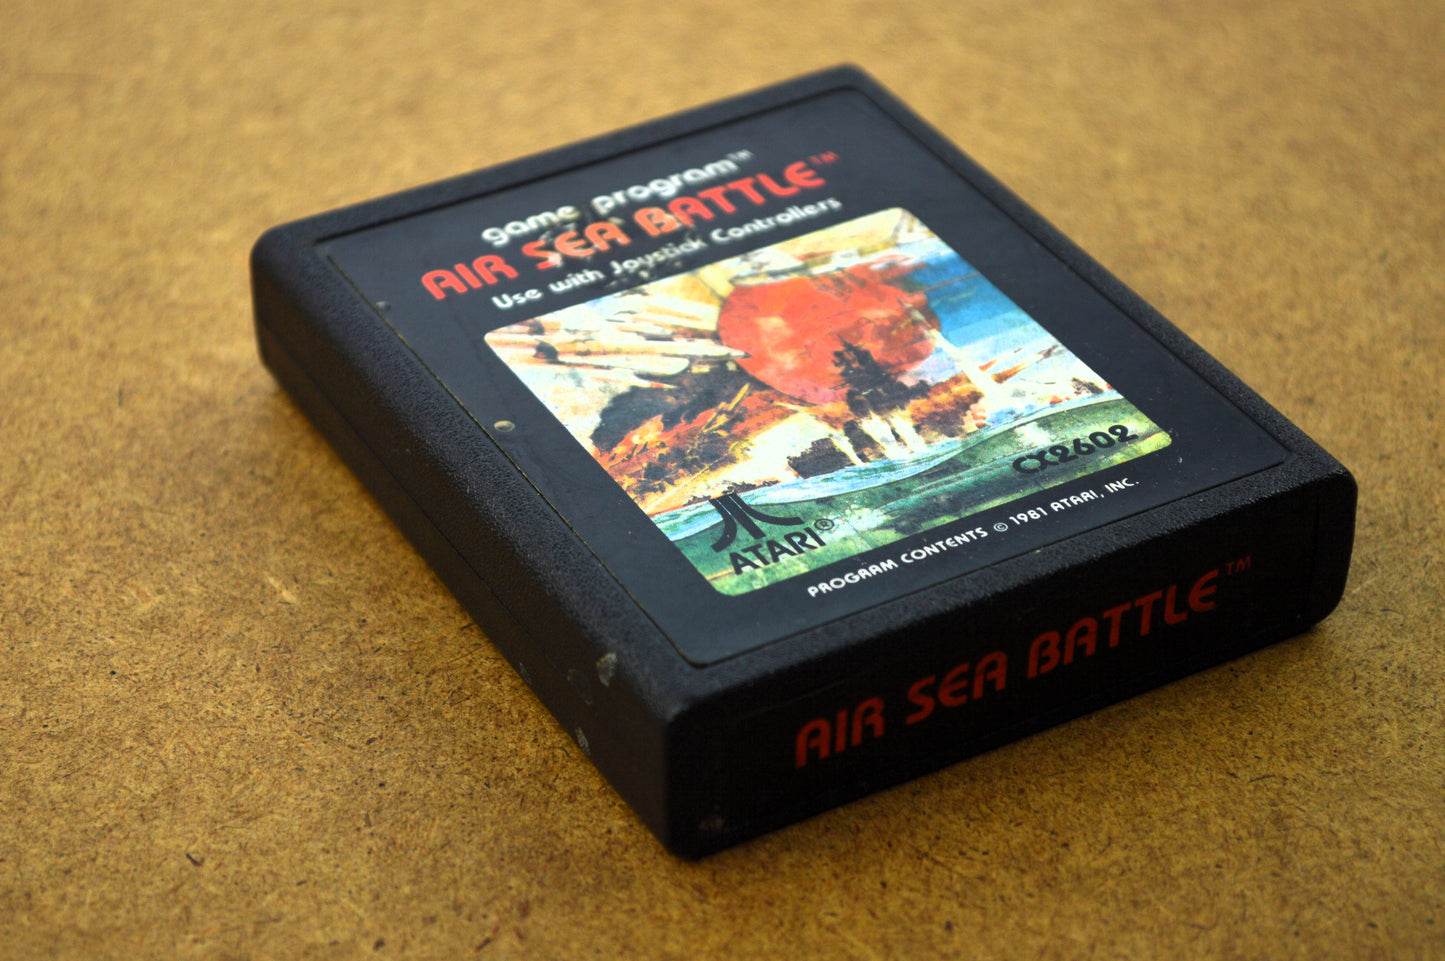 game program™
AIR SEA BATTLE™
Use with Joystick Controllers
CX2602
ATARI®
PROGRAM CONTENTS © 1981 ATARI, INC.
AIR SEA BATTLE™